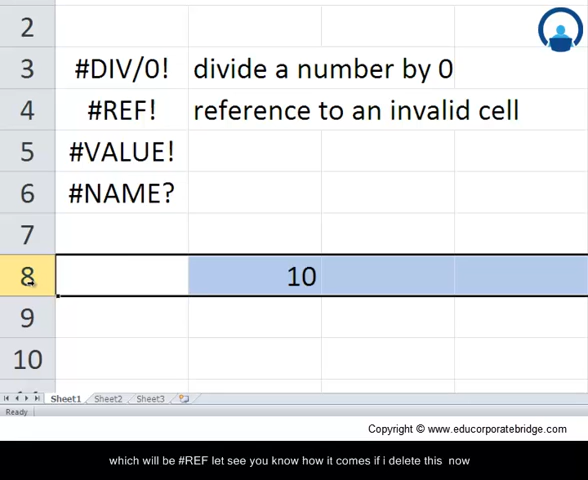 2
3 #DIV/0! divide a number by 0
4 #REF! reference to an invalid cell
5 #VALUE!
6 #NAME?
7
8 10
9
10
Sheet1 Sheet2 Sheet3
Ready
Copyright © www.educorporatebridge.com
which will be #REF let see you know how it comes if i delete this now